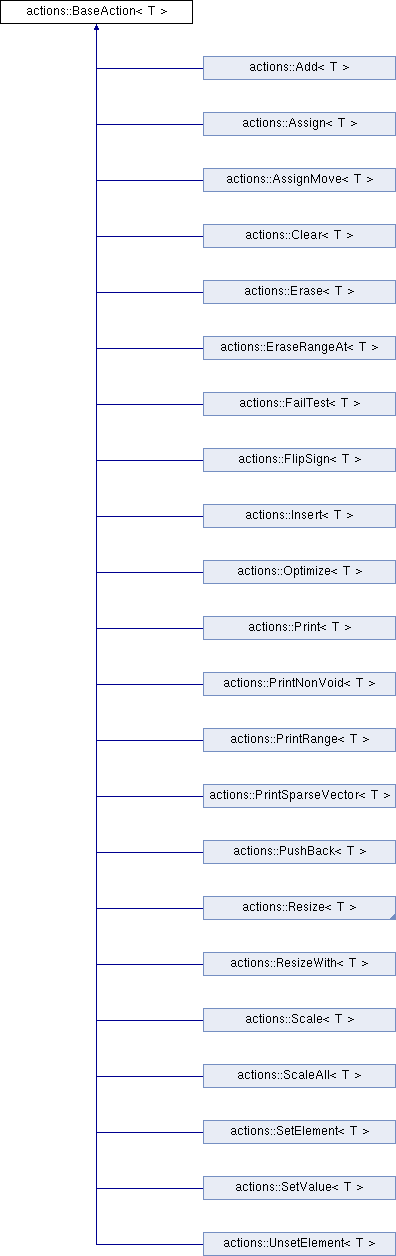 actions::BaseAction< T >
actions::Add< T >
actions::Assign< T >
actions::AssignMove< T >
actions::Clear< T >
actions::Erase< T >
actions::EraseRangeAt< T >
actions::FailTest< T >
actions::FlipSign< T >
actions::Insert< T >
actions::Optimize< T >
actions::Print< T >
actions::PrintNonVoid< T >
actions::PrintRange< T >
actions::PrintSparseVector< T >
actions::PushBack< T >
actions::Resize< T >
actions::ResizeWith< T >
actions::Scale< T >
actions::ScaleAll< T >
actions::SetElement< T >
actions::SetValue< T >
actions::UnsetElement< T >